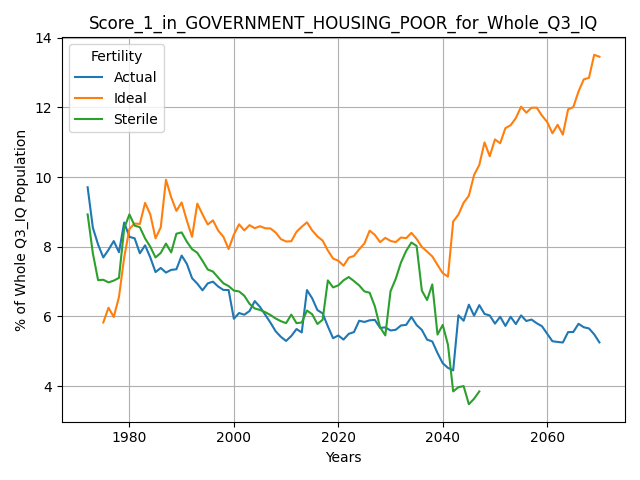 Score_1_in_GOVERNMENT_HOUSING_POOR_for_Whole_Q3_IQ
Fertility
Actual
Ideal
Sterile
% of Whole Q3_IQ Population
14
12
10
8
6
4
1980
2000
2020
2040
2060
Years